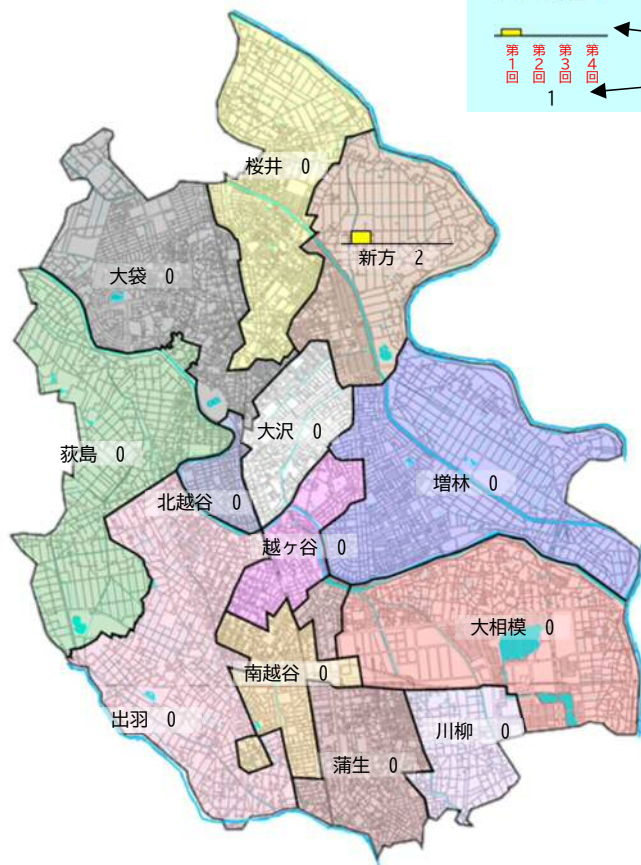 第1回 第2回 第3回 第4回
1
桜井 0
新方 2
大袋 0
大沢 0
荻島 0
増林 0
北越谷 0
越ヶ谷 0
大相模 0
南越谷 0
出羽 0
川柳 0
蒲生 0